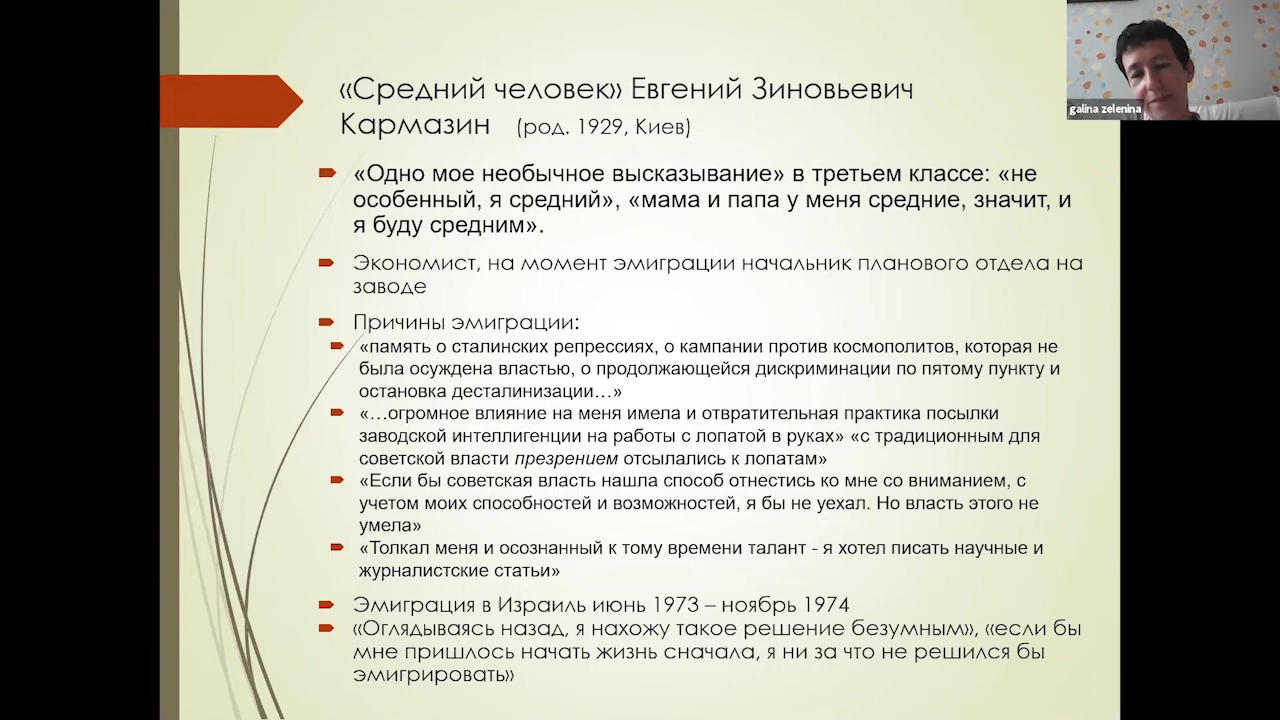 «Средний человек» Евгений Зиновьевич
Кармазин (род. 1929, Киев)
galina zelenina
«Одно мое необычное высказывание» в третьем классе: «не
особенный, я средний», «мама и папа у меня средние, значит, и
я буду средним».
Экономист, на момент эмиграции начальник планового отдела на
заводе
Причины эмиграции:
«память о сталинских репрессиях, о кампании против космополитов, которая не
была осуждена властью, о продолжающейся дискриминации по пятому пункту и
остановка десталинизации…»
«…огромное влияние на меня имела и отвратительная практика посылки
заводской интеллигенции на работы с лопатой в руках» «с традиционным для
советской власти презрением отсылались к лопатам»
«Если бы советская власть нашла способ отнестись ко мне со вниманием, с
учетом моих способностей и возможностей, я бы не уехал. Но власть этого не
умела»
«Толкал меня и осознанный к тому времени талант - я хотел писать научные и
журналистские статьи»
Эмиграция в Израиль июнь 1973 – ноябрь 1974
«Оглядываясь назад, я нахожу такое решение безумным», «если бы
мне пришлось начать жизнь сначала, я ни за что не решился бы
эмигрировать»